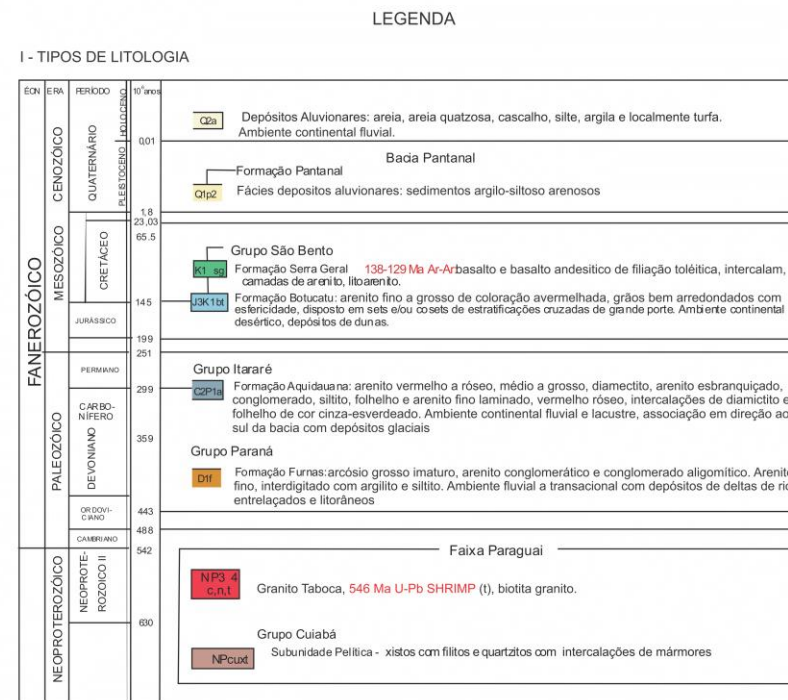 LEGENDA
I - TIPOS DE LITOLOGIA
ÉON ERA PERÍODO 10⁶anos
FANEROZÓICO
CENOZÓICO
QUATERNÁRIO
HOLOCENO
PLEISTOCENO
Q2a Depósitos Aluvionares: areia, areia quatzosa, cascalho, silte, argila e localmente turfa.
Ambiente continental fluvial.
0,01
Bacia Pantanal
Formação Pantanal
Q1p2 Fácies depositos aluvionares: sedimentos argilo-siltoso arenosos
1,8
23,03
65.5
MESOZÓICO
CRETÁCEO
Grupo São Bento
K1 sg Formação Serra Geral 138-129 Ma Ar-Ar:basalto e basalto andesitico de filiação toléitica, intercalam,
camadas de arenito, litoarenito.
145
J3K1bt Formação Botucatu: arenito fino a grosso de coloração avermelhada, grãos bem arredondados com
esfericidade, disposto em sets e/ou cosets de estratificações cruzadas de grande porte. Ambiente continental
desértico, depósitos de dunas.
JURÁSSICO
199
251
PALEOZÓICO
PERMIANO
Grupo Itararé
299
C2P1a Formação Aquidauana: arenito vermelho a róseo, médio a grosso, diamectito, arenito esbranquiçado,
conglomerado, siltito, folhelho e arenito fino laminado, vermelho róseo, intercalações de diamictito e
folhelho de cor cinza-esverdeado. Ambiente continental fluvial e lacustre, associação em direção ao
sul da bacia com depósitos glaciais
CARBO-
NÍFERO
359
DEVONIANO
Grupo Paraná
D1f Formação Furnas:arcósio grosso imaturo, arenito conglomerático e conglomerado aligomítico. Arenito
fino, interdigitado com argilito e siltito. Ambiente fluvial a transacional com depósitos de deltas de rio
entrelaçados e litorâneos
ORDOVI-
CIANO
443
488
CAMBRIANO
542
NEOPROTEROZÓICO
NEOPROTE-
ROZOICO II
Faixa Paraguai
NP3 4
c,n,t
Granito Taboca, 546 Ma U-Pb SHRIMP (t), biotita granito.
630
Grupo Cuiabá
NPcuxt Subunidade Pelítica - xistos com filitos e quartzitos com intercalações de mármores